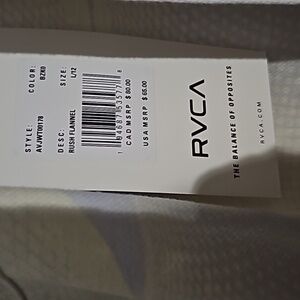 STYLE: AVJWT00178
COLOR: BZK0
DESC: RUSH FLANNEL
SIZE: L/12
CAD MSRP $ 80.00
USA MSRP $ 65.00
RVCA
THE BALANCE OF OPPOSITES
RVCA.COM